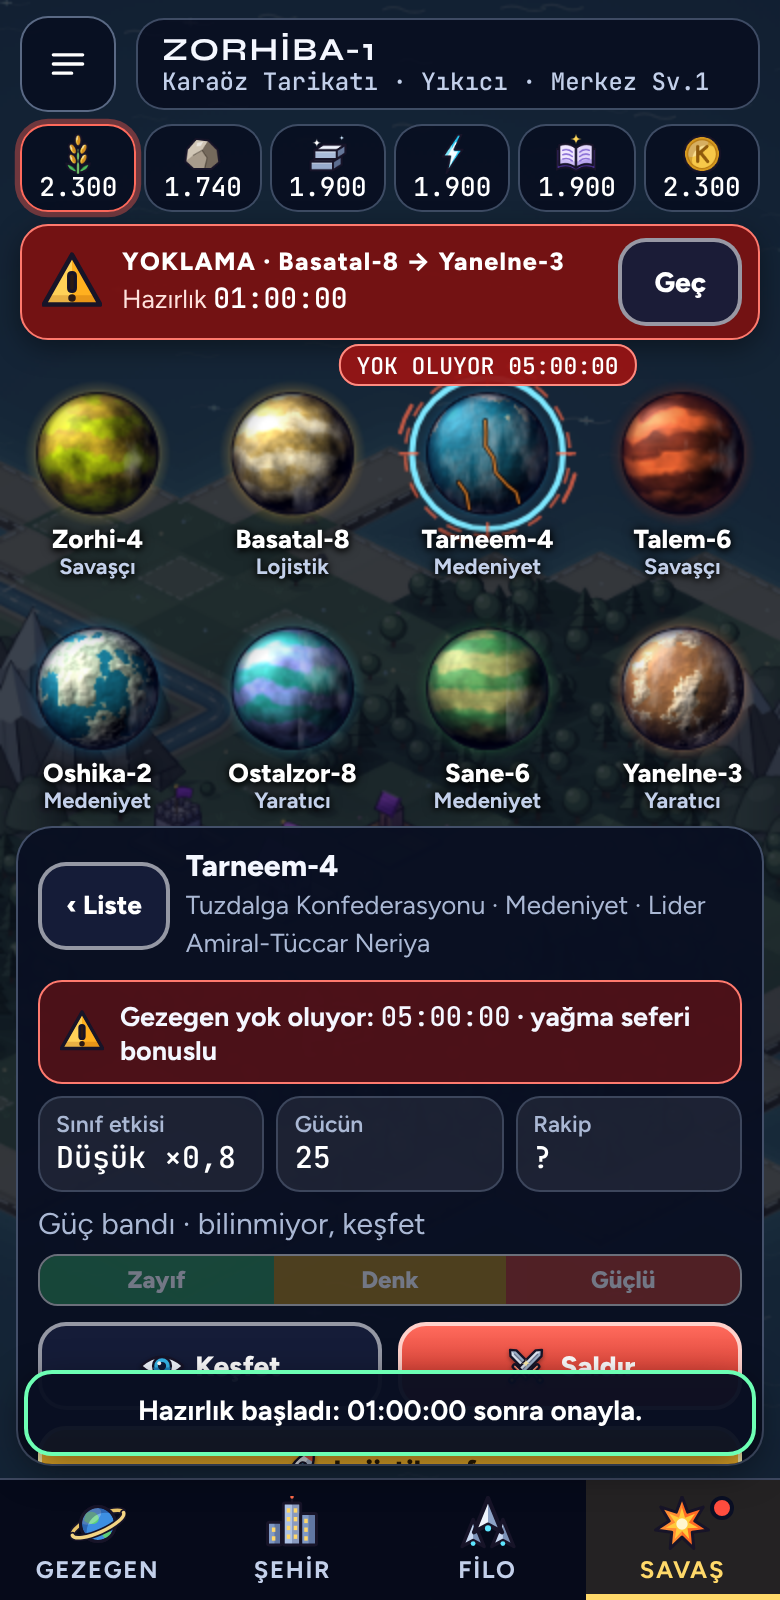 ZORHİBA-1
Karaöz Tarikatı · Yıkıcı · Merkez Sv.1
2.300
1.740
1.900
1.900
1.900
K
2.300
YOKLAMA · Basatal-8 → Yanelne-3
Hazırlık 01:00:00
Geç
YOK OLUYOR 05:00:00
Zorhi-4
Savaşçı
Basatal-8
Lojistik
Tarneem-4
Medeniyet
Talem-6
Savaşçı
Oshika-2
Medeniyet
Ostalzor-8
Yaratıcı
Sane-6
Medeniyet
Yanelne-3
Yaratıcı
‹ Liste
Tarneem-4
Tuzdalga Konfederasyonu · Medeniyet · Lider
Amiral-Tüccar Neriya
Gezegen yok oluyor: 05:00:00 · yağma seferi
bonuslu
Sınıf etkisi
Düşük ×0,8
Gücün
25
Rakip
?
Güç bandı · bilinmiyor, keşfet
Zayıf
Denk
Güçlü
Keşfet
Saldır
Hazırlık başladı: 01:00:00 sonra onayla.
GEZEGEN
ŞEHİR
FİLO
SAVAŞ